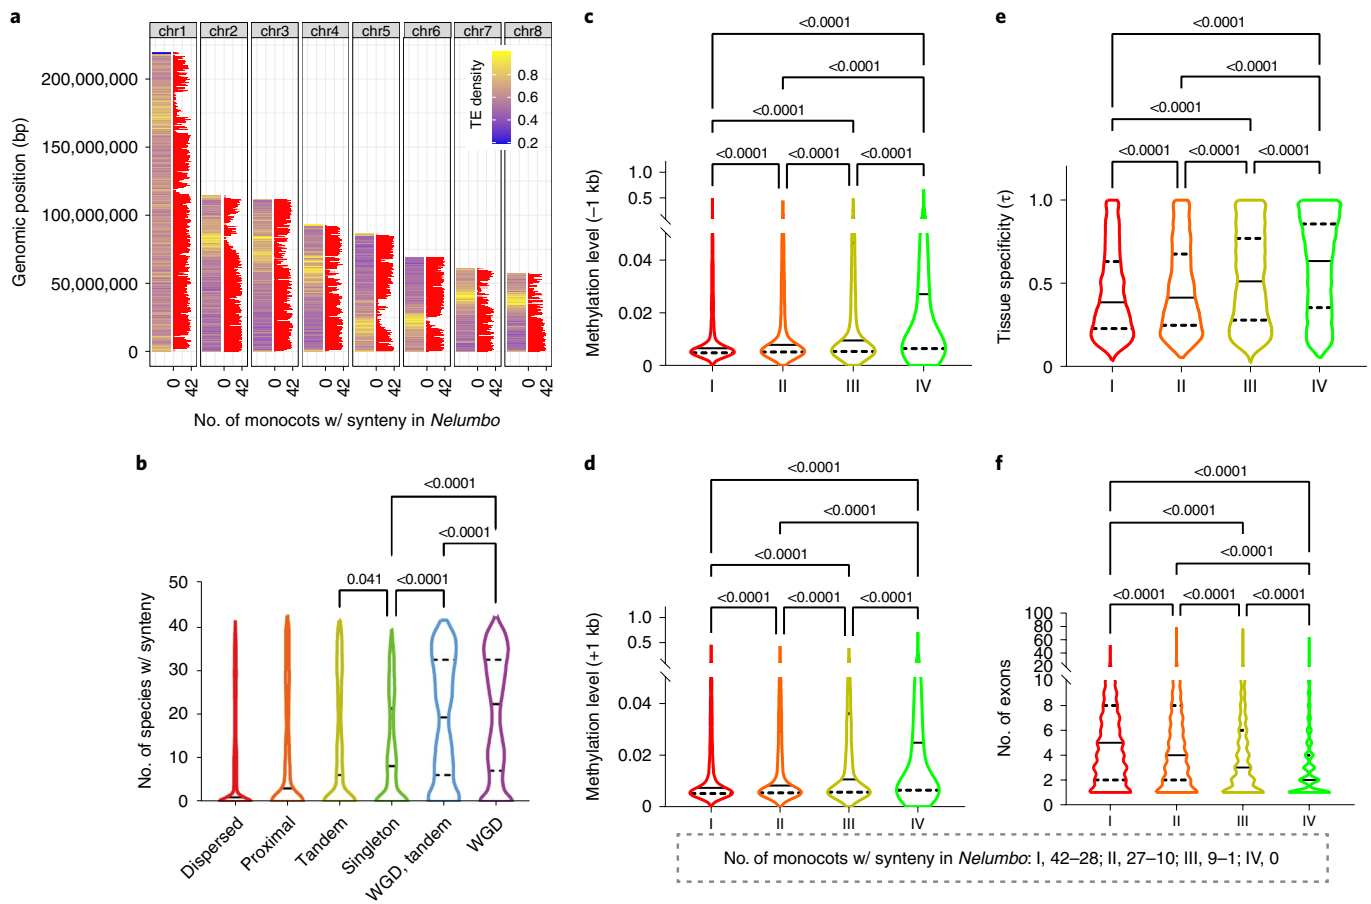 a
chr1 chr2 chr3 chr4 chr5 chr6 chr7 chr8
Genomic position (bp)
200,000,000
150,000,000
100,000,000
50,000,000
0
TE density
0.8
0.6
0.4
0.2
0 42 0 42 0 42 0 42 0 42 0 42 0 42 0 42
No. of monocots w/ synteny in Nelumbo
b
<0.0001
<0.0001
0.041 <0.0001
No. of species w/ synteny
50
40
30
20
10
0
Dispersed
Proximal
Tandem
Singleton
WGD, tandem
WGD
c
<0.0001
<0.0001
<0.0001
<0.0001 <0.0001 <0.0001
Methylation level (−1 kb)
1.0
0.5
0.04
0.02
0
I II III IV
d
<0.0001
<0.0001
<0.0001
<0.0001 <0.0001 <0.0001
Methylation level (+1 kb)
1.0
0.5
0.04
0.02
0
I II III IV
e
<0.0001
<0.0001
<0.0001
<0.0001 <0.0001 <0.0001
Tissue specificity (τ)
1.0
0.5
0
I II III IV
f
<0.0001
<0.0001
<0.0001
<0.0001 <0.0001 <0.0001
No. of exons
100
80
60
40
20
10
8
6
4
2
0
I II III IV
No. of monocots w/ synteny in Nelumbo: I, 42–28; II, 27–10; III, 9–1; IV, 0